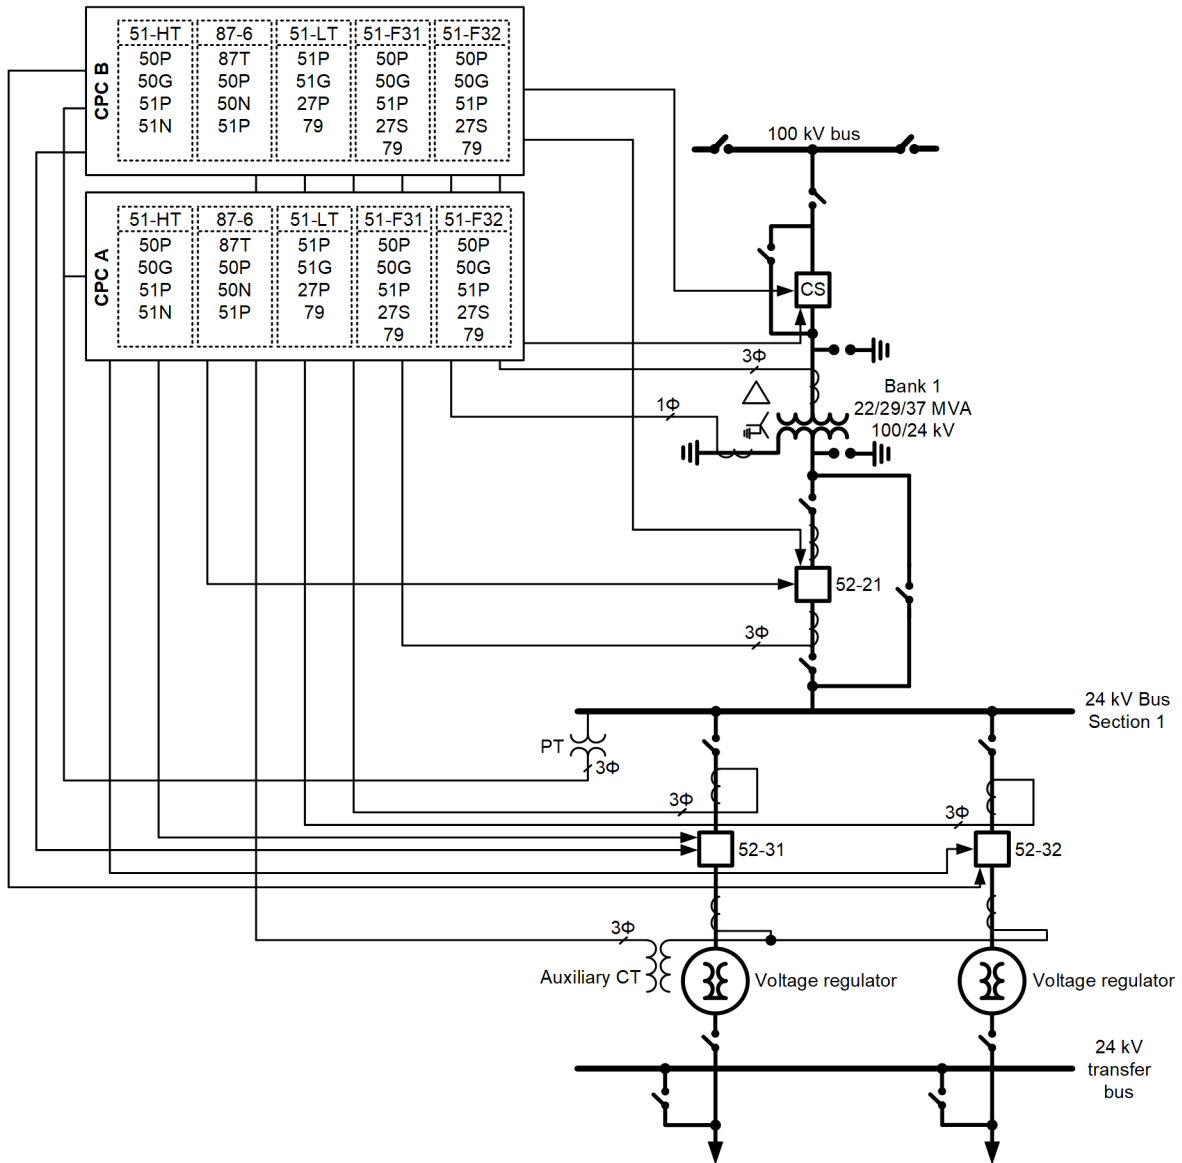 CPC B
51-HT 87-6 51-LT 51-F31 51-F32
50P 87T 51P 50P 50P
50G 50P 51G 50G 50G
51P 50N 27P 51P 51P
51N 51P 79 27S 27S
79 79
100 kV bus
CPC A
51-HT 87-6 51-LT 51-F31 51-F32
50P 87T 51P 50P 50P
50G 50P 51G 50G 50G
51P 50N 27P 51P 51P
51N 51P 79 27S 27S
79 79
CS
3Φ
1Φ
Bank 1
22/29/37 MVA
100/24 kV
52-21
3Φ
24 kV Bus
Section 1
PT
3Φ
3Φ
3Φ
52-31
52-32
3Φ
Auxiliary CT
Voltage regulator
Voltage regulator
24 kV
transfer
bus